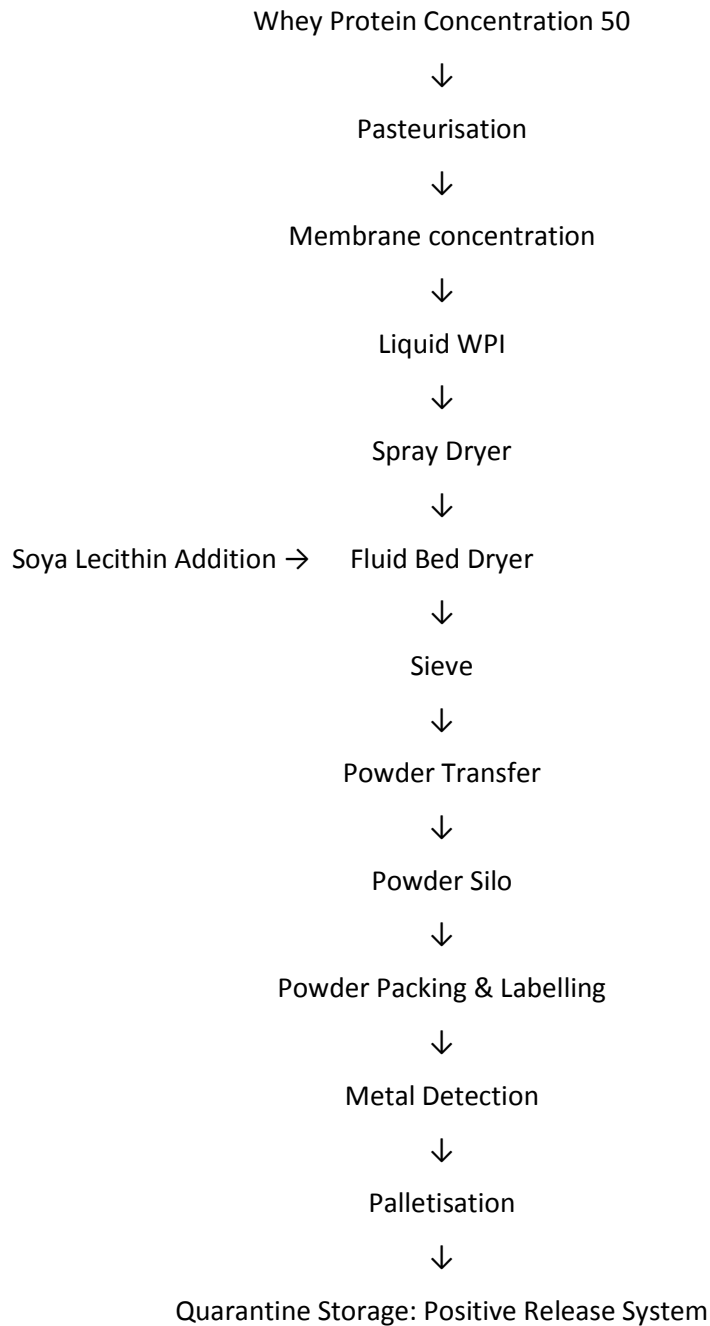 Whey Protein Concentration 50
↓
Pasteurisation
↓
Membrane concentration
↓
Liquid WPI
↓
Spray Dryer
↓
Soya Lecithin Addition → Fluid Bed Dryer
↓
Sieve
↓
Powder Transfer
↓
Powder Silo
↓
Powder Packing & Labelling
↓
Metal Detection
↓
Palletisation
↓
Quarantine Storage: Positive Release System